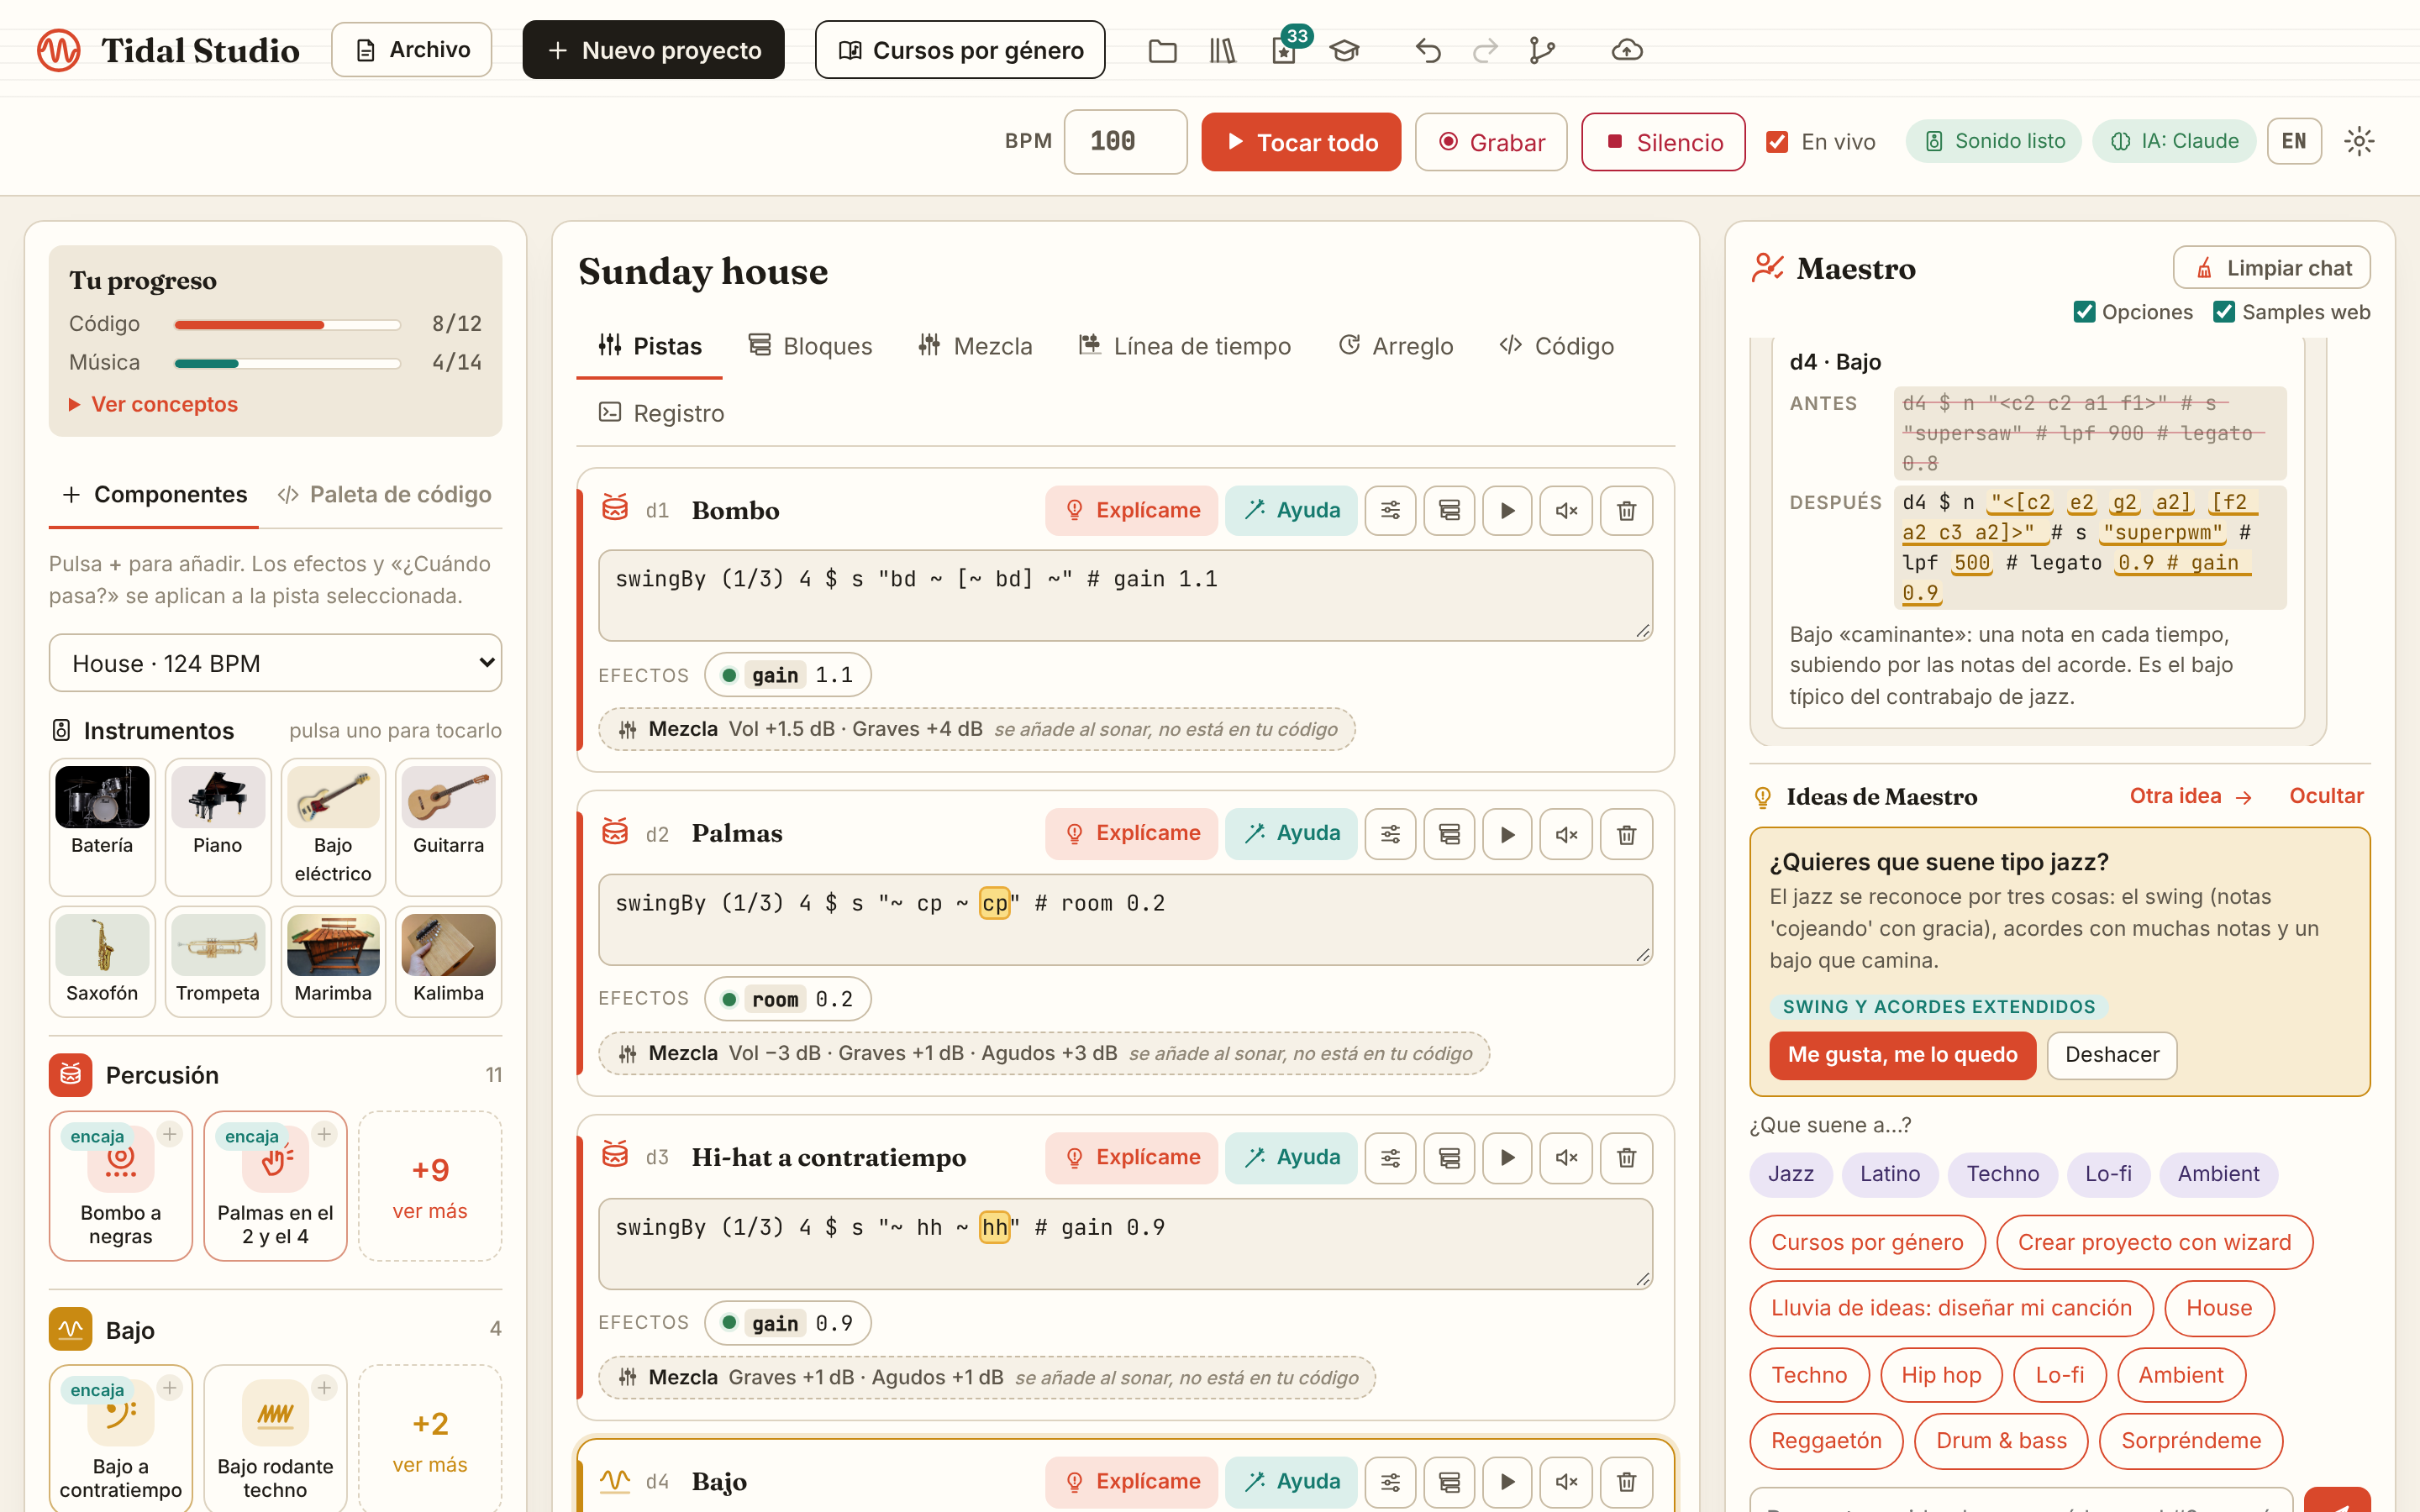 Tidal Studio
Archivo
Nuevo proyecto
Cursos por género
33
BPM
100
Tocar todo
Grabar
Silencio
En vivo
Sonido listo
IA: Claude
EN
Tu progreso
Código 8/12
Música 4/14
Ver conceptos
Componentes
Paleta de código
Pulsa + para añadir. Los efectos y «¿Cuándo
pasa?» se aplican a la pista seleccionada.
House · 124 BPM
Instrumentos
pulsa uno para tocarlo
Batería
Piano
Bajo
eléctrico
Guitarra
Saxofón
Trompeta
Marimba
Kalimba
Percusión 11
encaja
Bombo a
negras
encaja
Palmas en el
2 y el 4
+9
ver más
Bajo 4
encaja
Bajo a
contratiempo
Bajo rodante
techno
+2
ver más
Sunday house
Pistas
Bloques
Mezcla
Línea de tiempo
Arreglo
Código
Registro
d1 Bombo
Explícame
Ayuda
swingBy (1/3) 4 $ s "bd ~ [~ bd] ~" # gain 1.1
EFECTOS gain 1.1
Mezcla Vol +1.5 dB · Graves +4 dB se añade al sonar, no está en tu código
d2 Palmas
Explícame
Ayuda
swingBy (1/3) 4 $ s "~ cp ~ cp" # room 0.2
EFECTOS room 0.2
Mezcla Vol −3 dB · Graves +1 dB · Agudos +3 dB se añade al sonar, no está en tu código
d3 Hi-hat a contratiempo
Explícame
Ayuda
swingBy (1/3) 4 $ s "~ hh ~ hh" # gain 0.9
EFECTOS gain 0.9
Mezcla Graves +1 dB · Agudos +1 dB se añade al sonar, no está en tu código
d4 Bajo
Explícame
Ayuda
Maestro
Limpiar chat
Opciones
Samples web
d4 · Bajo
ANTES
d4 $ n "<c2 c2 a1 f1>" # s
"supersaw" # lpf 900 # legato
0.8
DESPUÉS
d4 $ n "<[c2 e2 g2 a2] [f2
a2 c3 a2]>" # s "superpwm" #
lpf 500 # legato 0.9 # gain
0.9
Bajo «caminante»: una nota en cada tiempo,
subiendo por las notas del acorde. Es el bajo
típico del contrabajo de jazz.
Ideas de Maestro
Otra idea →
Ocultar
¿Quieres que suene tipo jazz?
El jazz se reconoce por tres cosas: el swing (notas
'cojeando' con gracia), acordes con muchas notas y un
bajo que camina.
SWING Y ACORDES EXTENDIDOS
Me gusta, me lo quedo
Deshacer
¿Que suene a...?
Jazz
Latino
Techno
Lo-fi
Ambient
Cursos por género
Crear proyecto con wizard
Lluvia de ideas: diseñar mi canción
House
Techno
Hip hop
Lo-fi
Ambient
Reggaetón
Drum & bass
Sorpréndeme